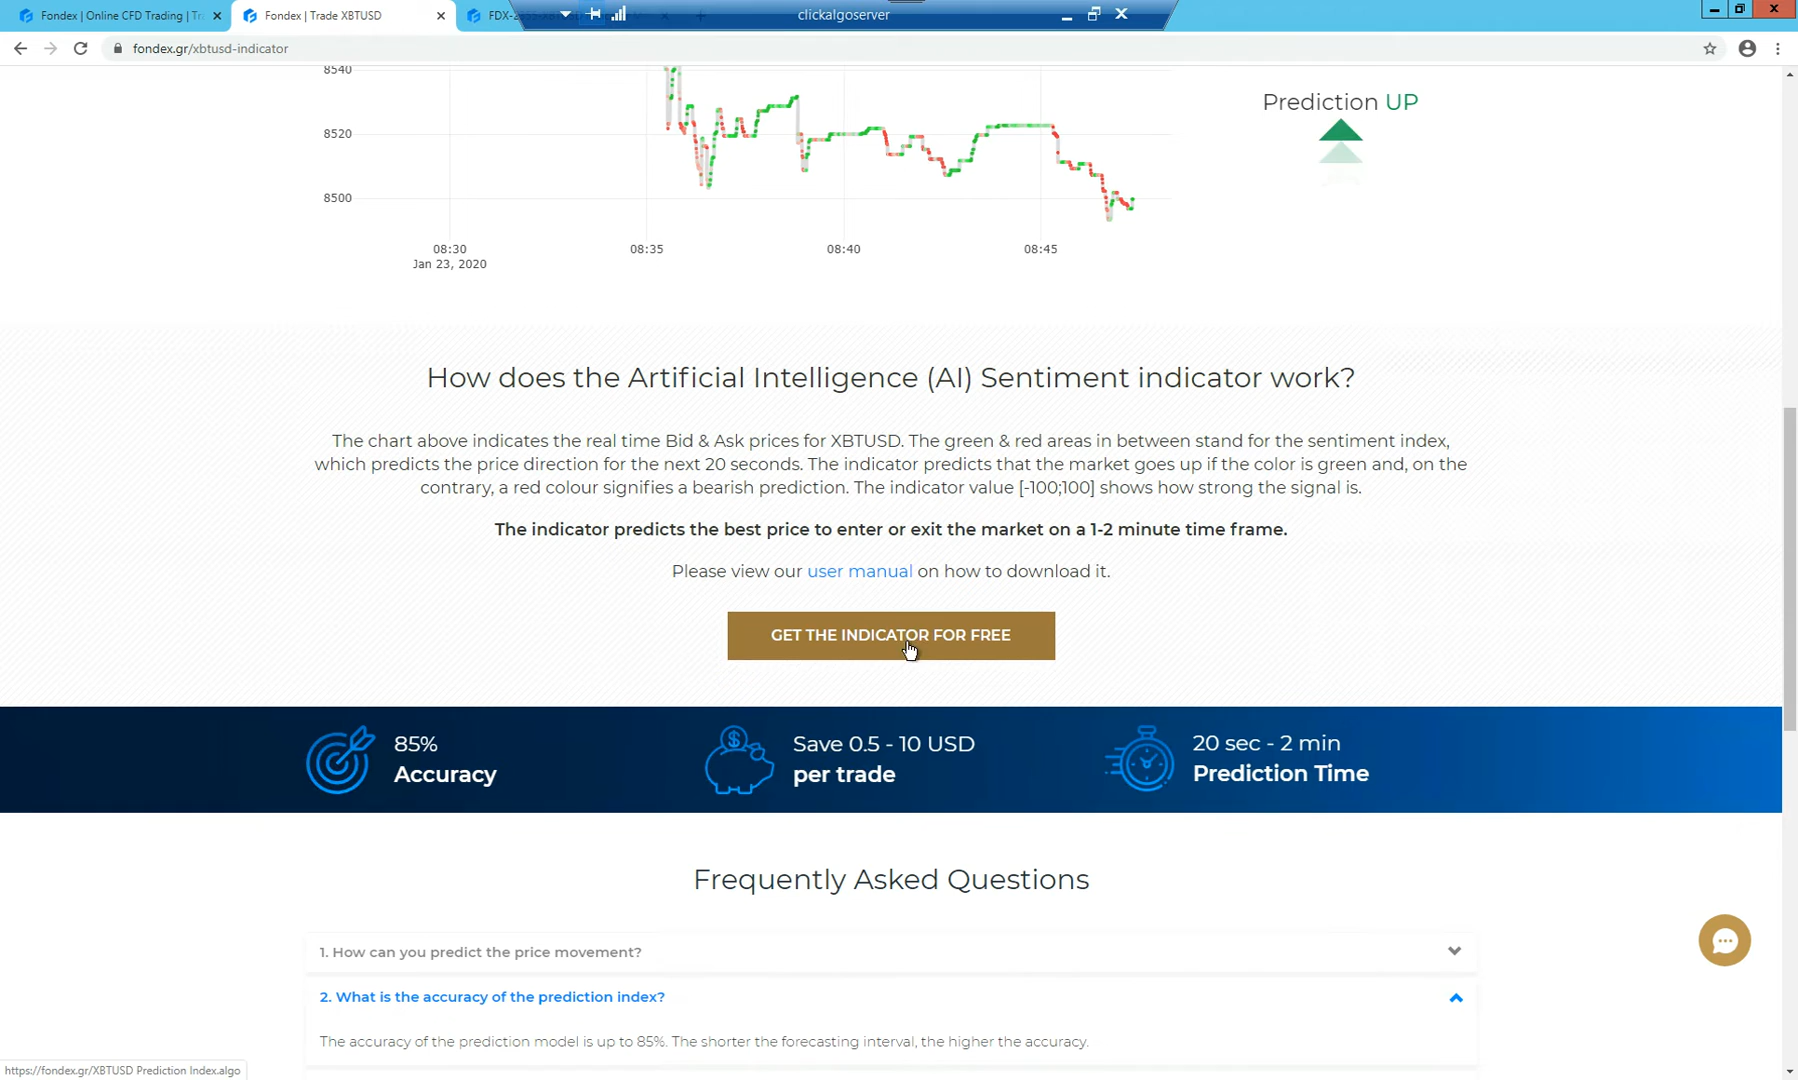 Fondex | Online CFD Trading | Tr
Fondex | Trade XBTUSD
clickalgoserver
fondex.gr/xbtusd-indicator
8540
8520
8500
08:30
08:35
08:40
08:45
Jan 23, 2020
Prediction UP
How does the Artificial Intelligence (AI) Sentiment indicator work?
The chart above indicates the real time Bid & Ask prices for XBTUSD. The green & red areas in between stand for the sentiment index,
which predicts the price direction for the next 20 seconds. The indicator predicts that the market goes up if the color is green and, on the
contrary, a red colour signifies a bearish prediction. The indicator value [-100;100] shows how strong the signal is.
The indicator predicts the best price to enter or exit the market on a 1-2 minute time frame.
Please view our user manual on how to download it.
GET THE INDICATOR FOR FREE
85%
Accuracy
Save 0.5 - 10 USD
per trade
20 sec - 2 min
Prediction Time
Frequently Asked Questions
1. How can you predict the price movement?
2. What is the accuracy of the prediction index?
The accuracy of the prediction model is up to 85%. The shorter the forecasting interval, the higher the accuracy.
https://fondex.gr/XBTUSD Prediction Index.algo